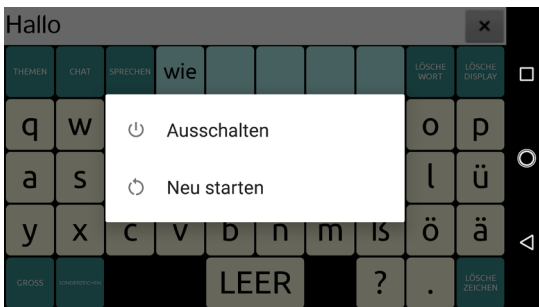 Hallo ×
THEMEN CHAT SPRECHEN wie LÖSCHE WORT LÖSCHE DISPLAY
q w o p
Ausschalten
a s l ü
Neu starten
y x c v b n m ß ö ä
GROSS SONDERZEICHEN LEER ? . LÖSCHE ZEICHEN